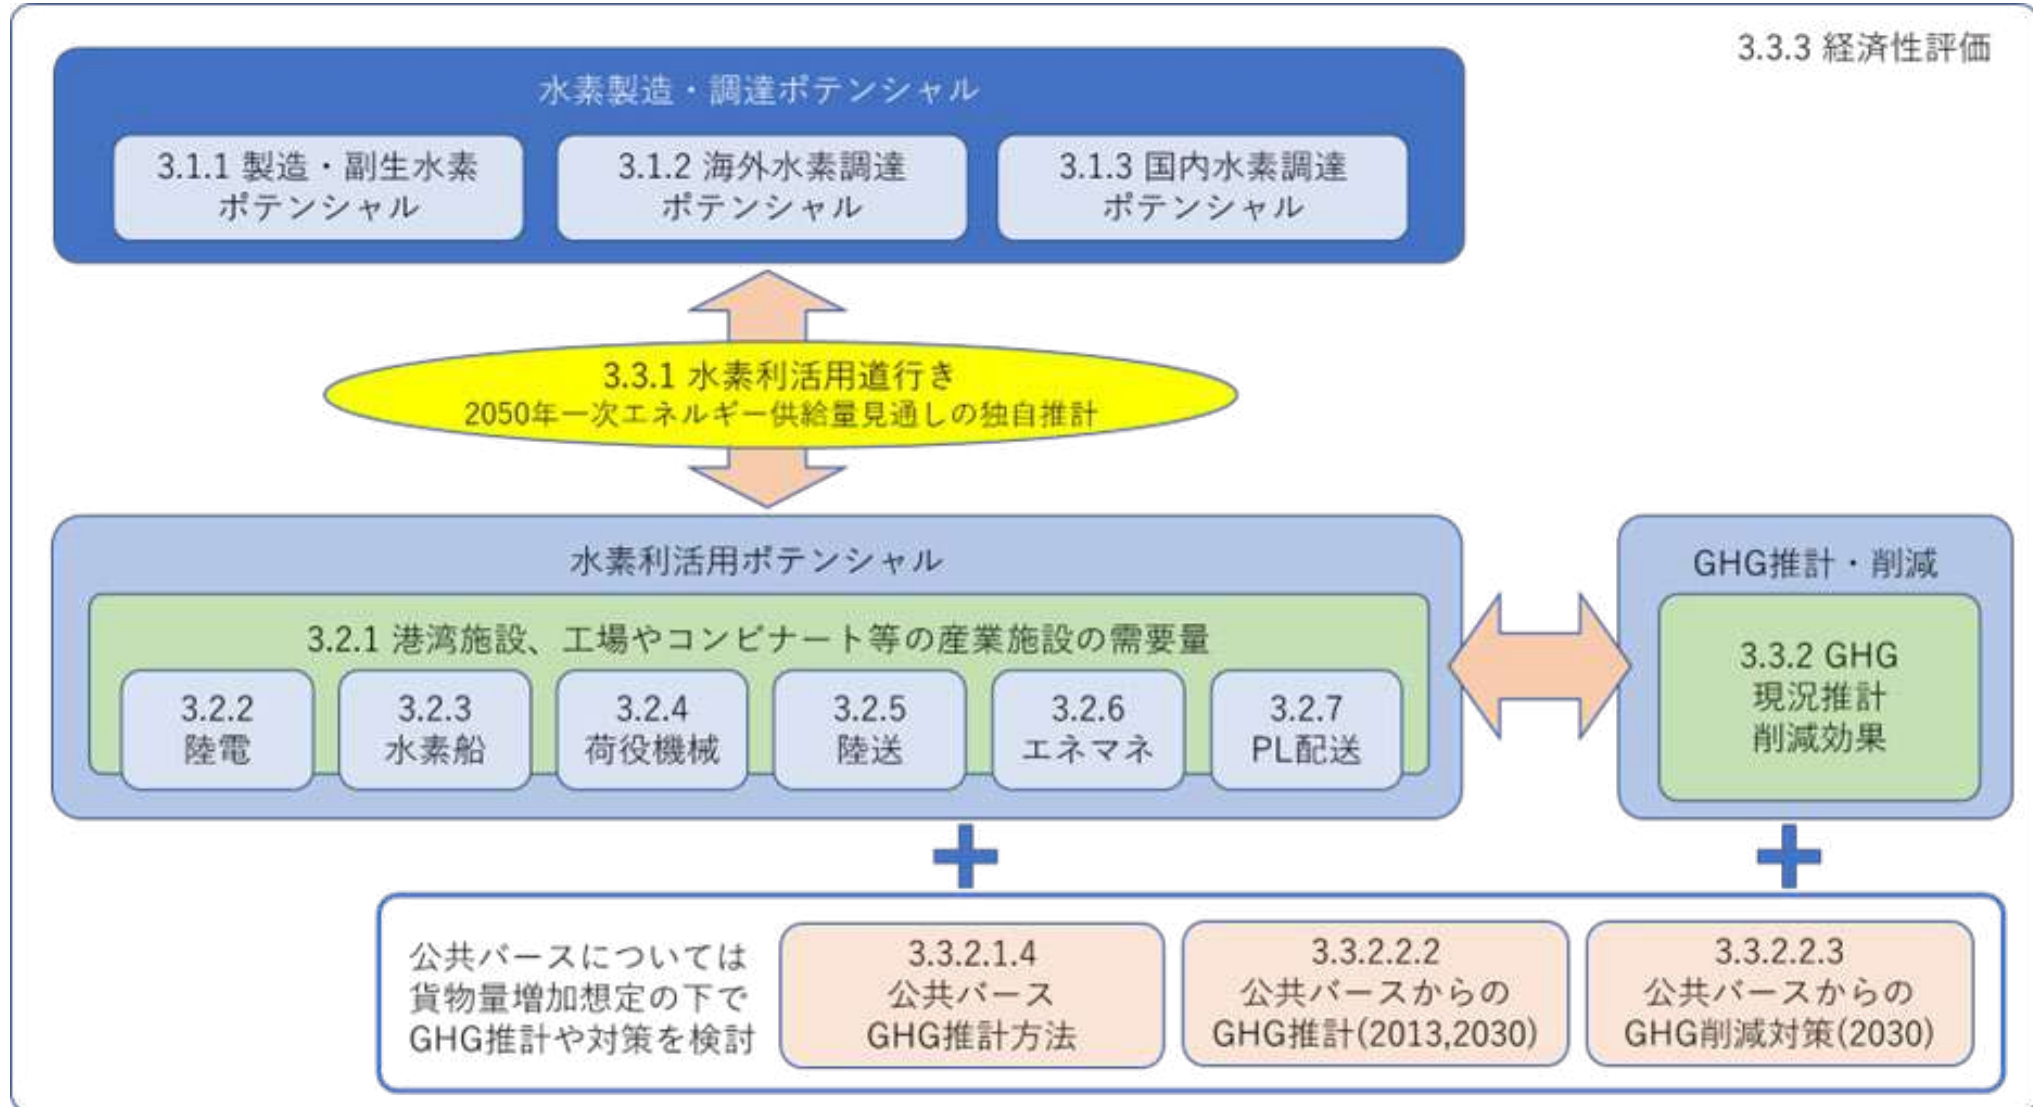 3.3.3 経済性評価
水素製造・調達ポテンシャル
3.1.1 製造・副生水素
ポテンシャル
3.1.2 海外水素調達
ポテンシャル
3.1.3 国内水素調達
ポテンシャル
3.3.1 水素利活用道行き
2050年一次エネルギー供給量見通しの独自推計
水素利活用ポテンシャル
3.2.1 港湾施設、工場やコンビナート等の産業施設の需要量
3.2.2
陸電
3.2.3
水素船
3.2.4
荷役機械
3.2.5
陸送
3.2.6
エネマネ
3.2.7
PL配送
GHG推計・削減
3.3.2 GHG
現況推計
削減効果
公共バースについては
貨物量増加想定の下で
GHG推計や対策を検討
3.3.2.1.4
公共バース
GHG推計方法
3.3.2.2.2
公共バースからの
GHG推計(2013,2030)
3.3.2.2.3
公共バースからの
GHG削減対策(2030)